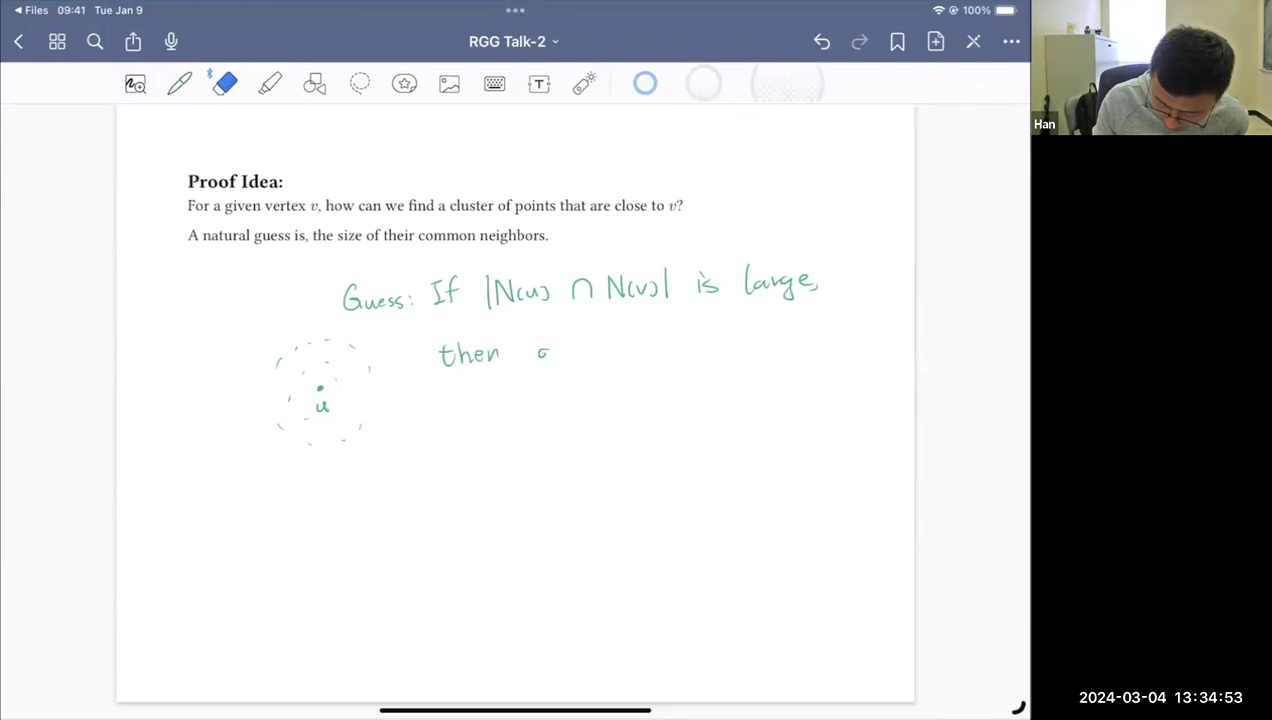 Files 09:41 Tue Jan 9
100%
RGG Talk-2
T
Han
Proof Idea:
For a given vertex v, how can we find a cluster of points that are close to v?
A natural guess is, the size of their common neighbors.
Guess: If |N(u) ∩ N(v)| is large,
then
u
2024-03-04 13:34:53